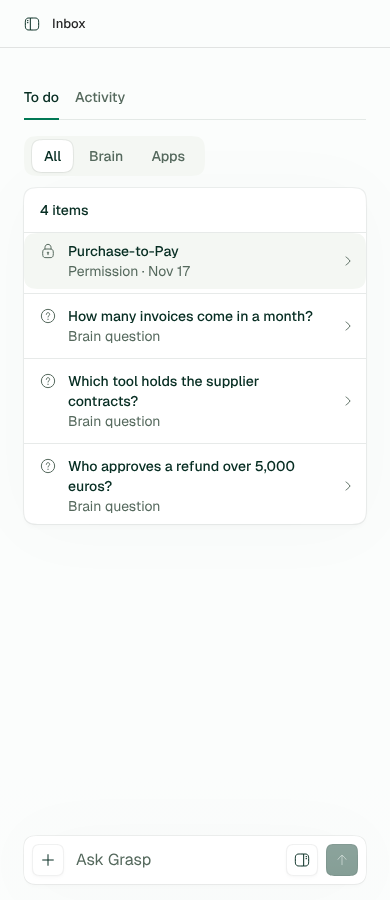 Inbox
To do Activity
All Brain Apps
4 items
Purchase-to-Pay
Permission · Nov 17
How many invoices come in a month?
Brain question
Which tool holds the supplier
contracts?
Brain question
Who approves a refund over 5,000
euros?
Brain question
Ask Grasp